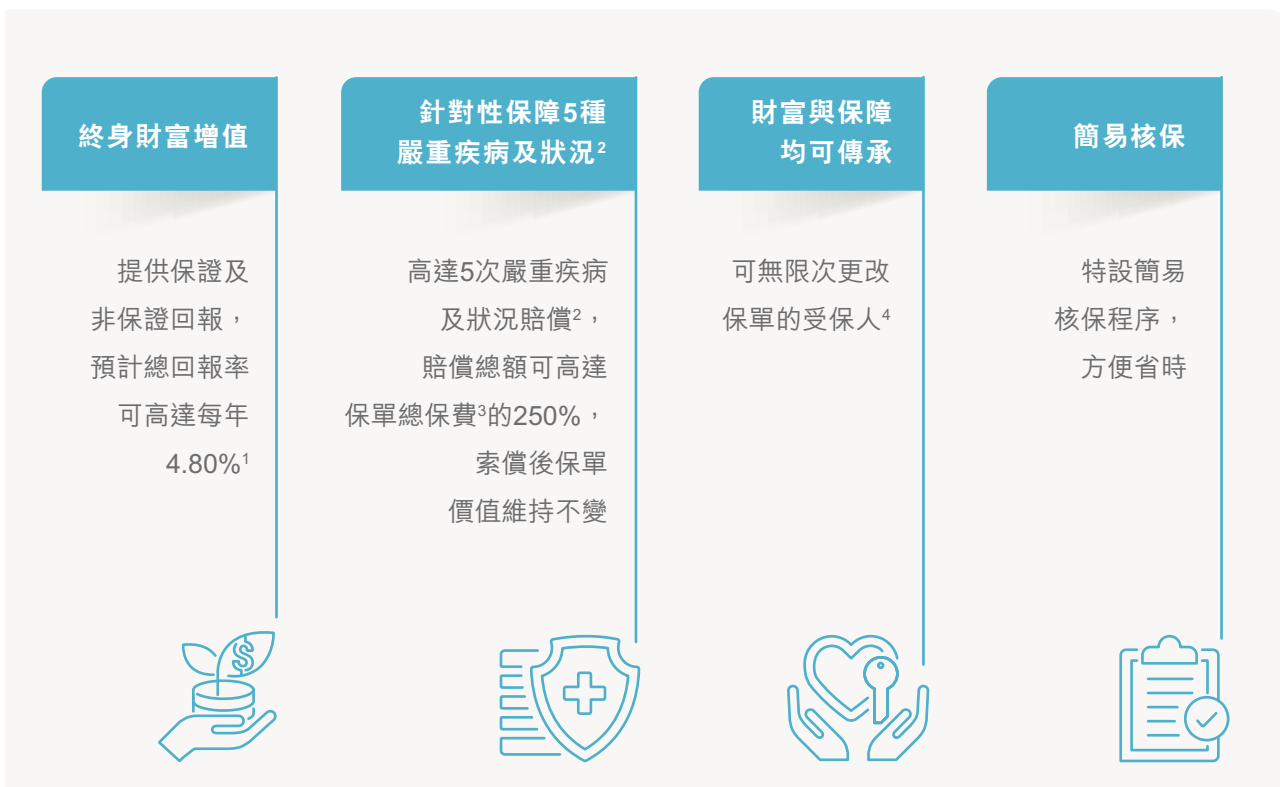 終身財富增值
提供保證及
非保證回報，
預計總回報率
可高達每年
4.80%¹
針對性保障5種
嚴重疾病及狀況²
高達5次嚴重疾病
及狀況賠償²，
賠償總額可高達
保單總保費³的250%，
索償後保單
價值維持不變
財富與保障
均可傳承
可無限次更改
保單的受保人⁴
簡易核保
特設簡易
核保程序，
方便省時
$